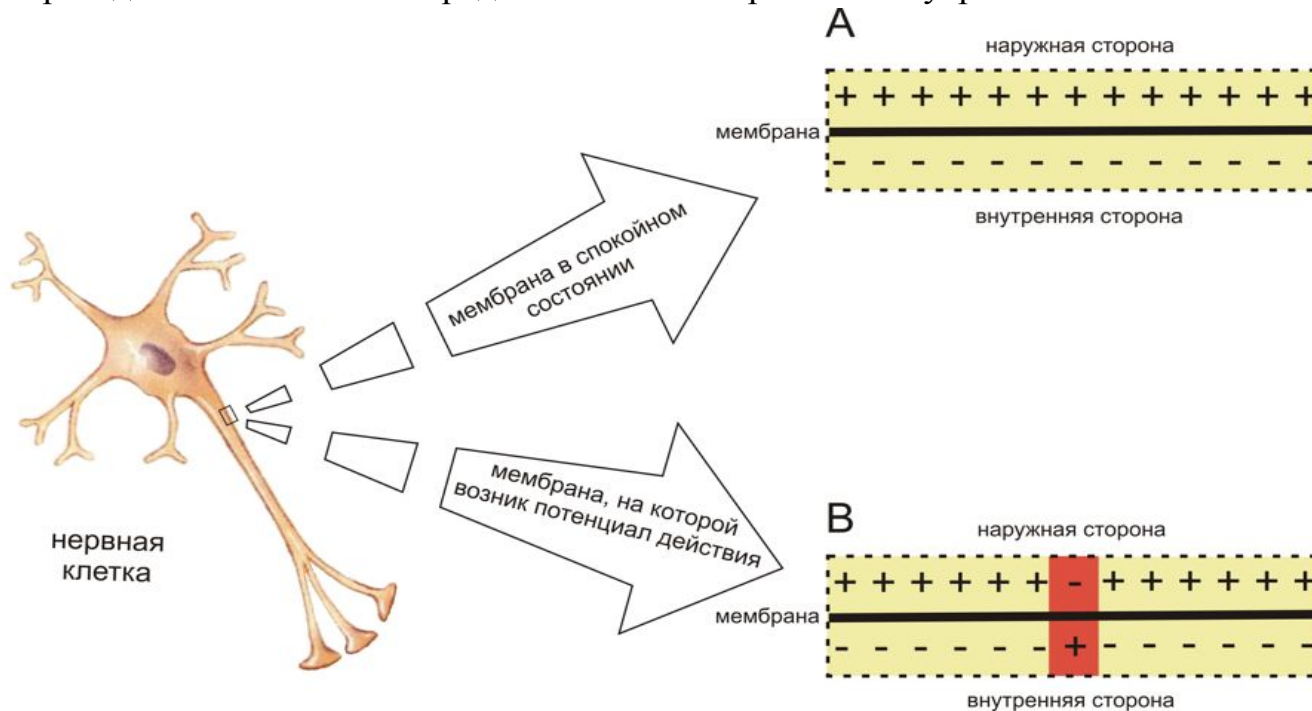 A
наружная сторона
+ + + + + + + + + + + + +
мембрана
- - - - - - - - - - - - -
внутренняя сторона
мембрана в спокойном
состоянии
нервная
клетка
мембрана, на которой
возник потенциал действия
B
наружная сторона
+ + + + + + - + + + + + +
мембрана
- - - - - - + - - - - - -
внутренняя сторона